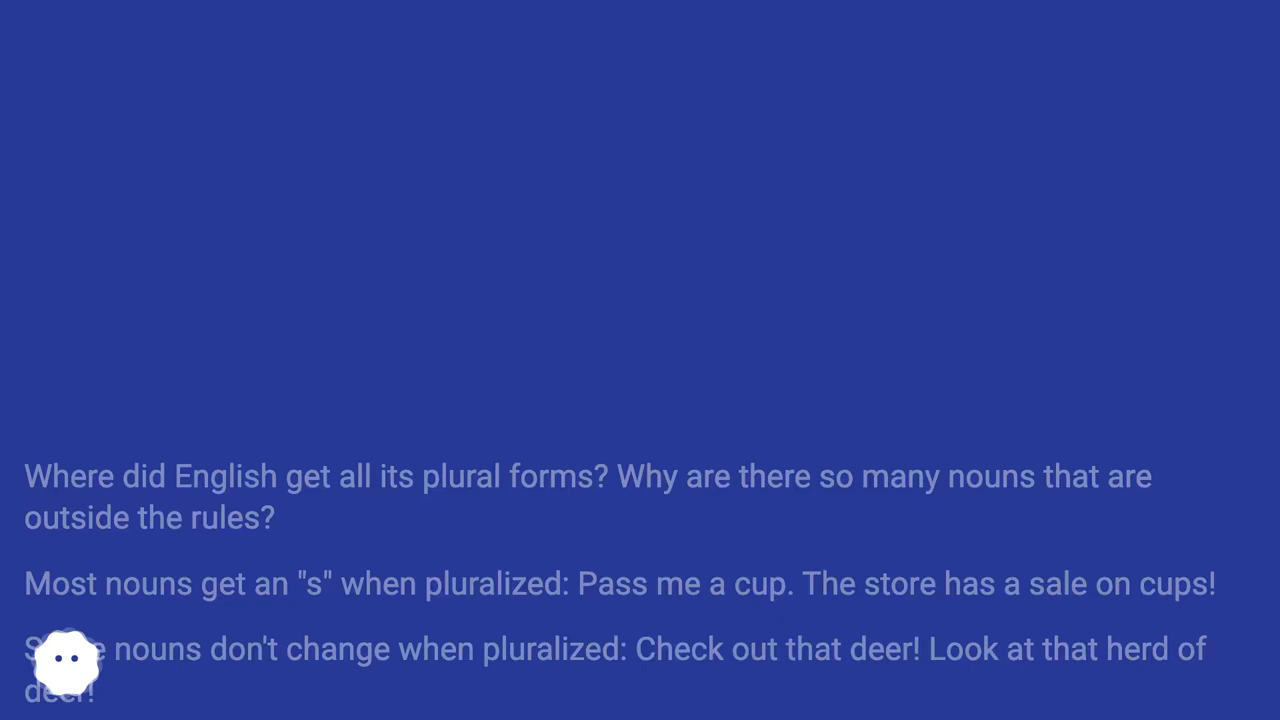 Where did English get all its plural forms? Why are there so many nouns that are
outside the rules?
Most nouns get an "s" when pluralized: Pass me a cup. The store has a sale on cups!
nouns don't change when pluralized: Check out that deer! Look at that herd of
deer!